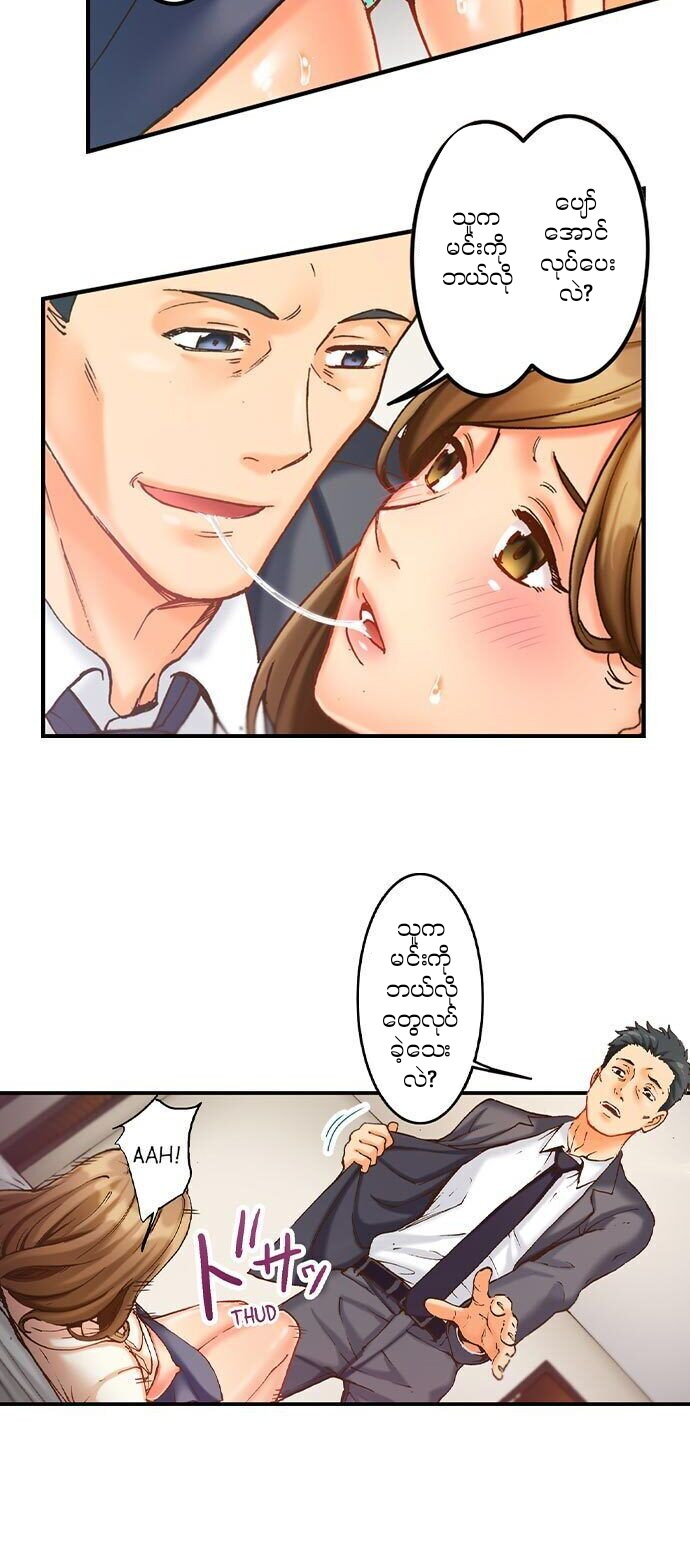 သူက
မင်းကို
ဘယ်လို
ပျော်
အောင်
လုပ်ပေး
လဲ?
သူက
မင်းကို
ဘယ်လို
တွေလုပ်
ခဲ့သေး
လဲ?
AAH!
ドサッ
THUD